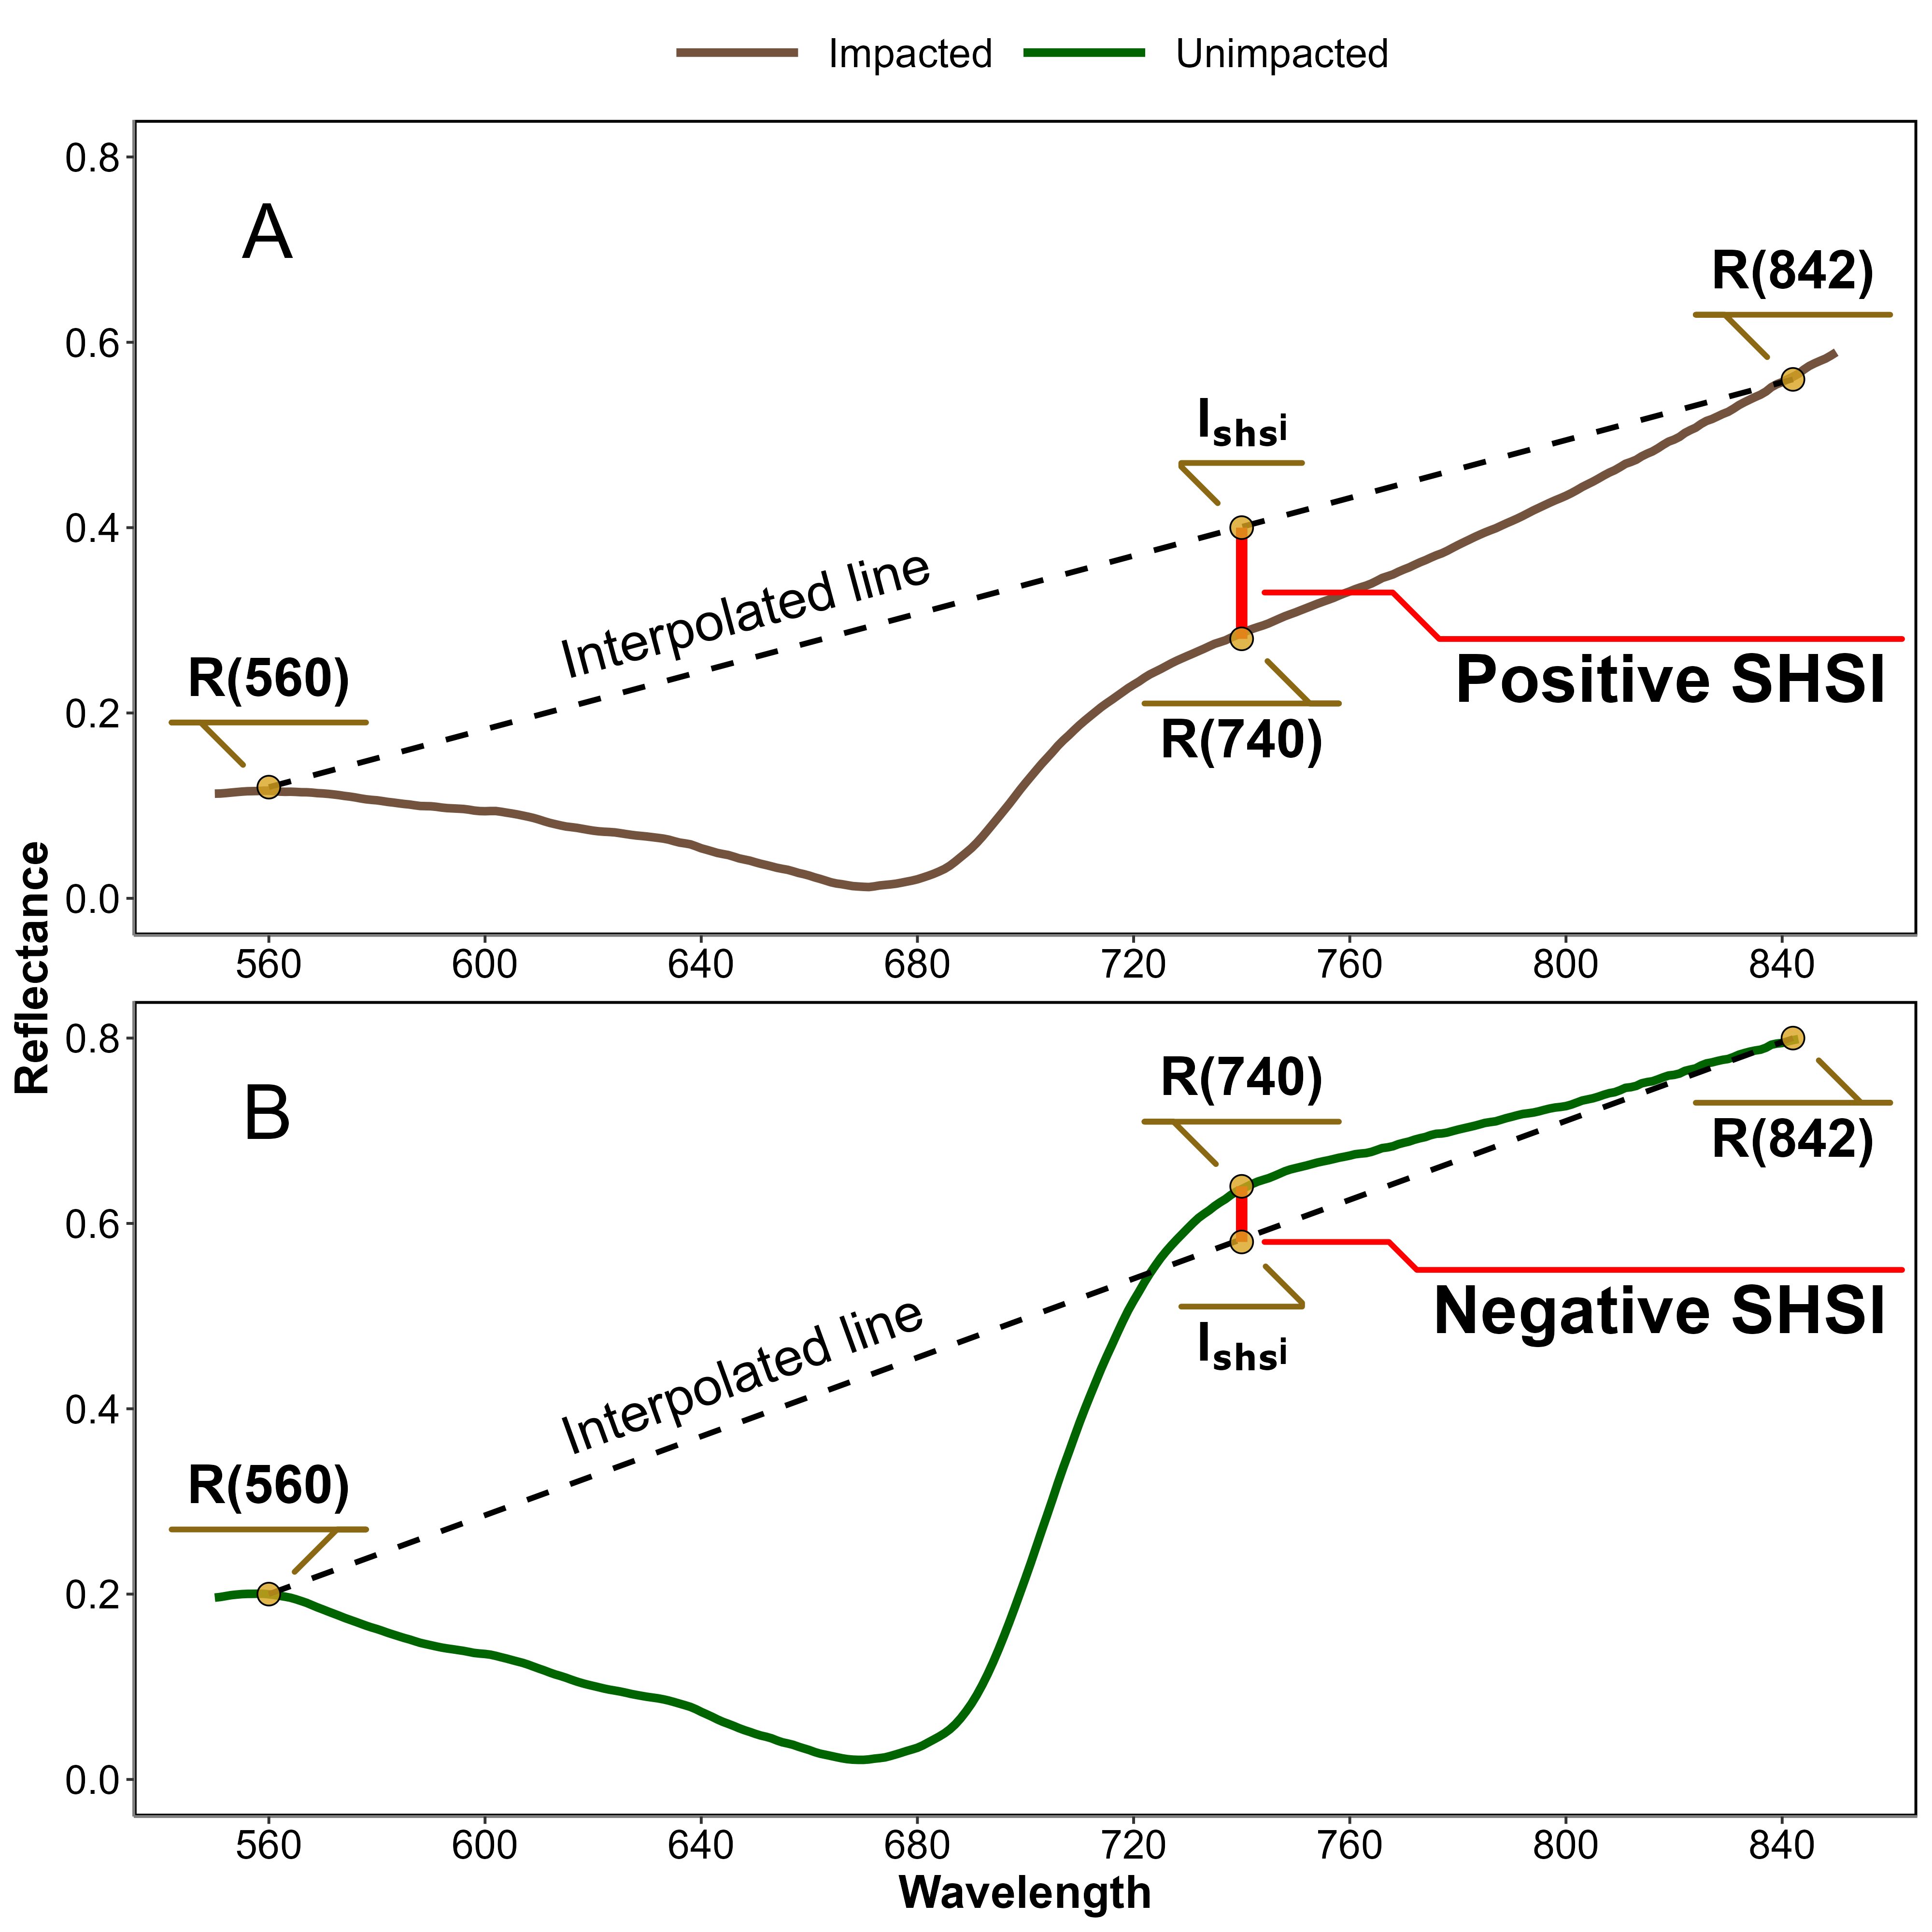 Impacted
Unimpacted
0.8
0.6
0.4
0.2
0.0
A
R(560)
Interpolated line
Ishsi
R(740)
R(842)
Positive SHSI
560 600 640 680 720 760 800 840
Reflectance
0.8
0.6
0.4
0.2
0.0
B
R(560)
Interpolated line
R(740)
Ishsi
R(842)
Negative SHSI
560 600 640 680 720 760 800 840
Wavelength